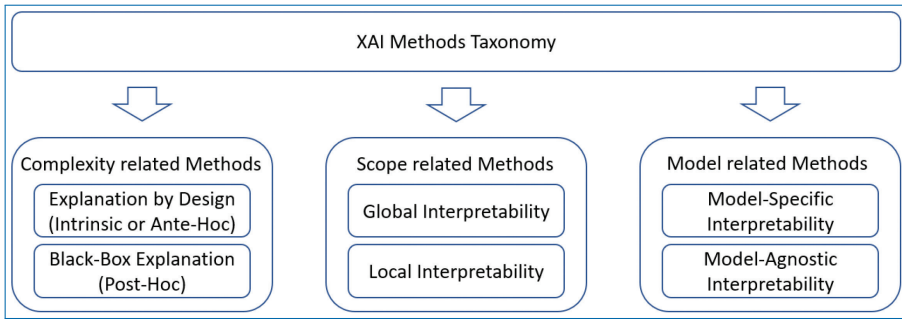 XAI Methods Taxonomy
Complexity related Methods
Explanation by Design
(Intrinsic or Ante-Hoc)
Black-Box Explanation
(Post-Hoc)
Scope related Methods
Global Interpretability
Local Interpretability
Model related Methods
Model-Specific
Interpretability
Model-Agnostic
Interpretability